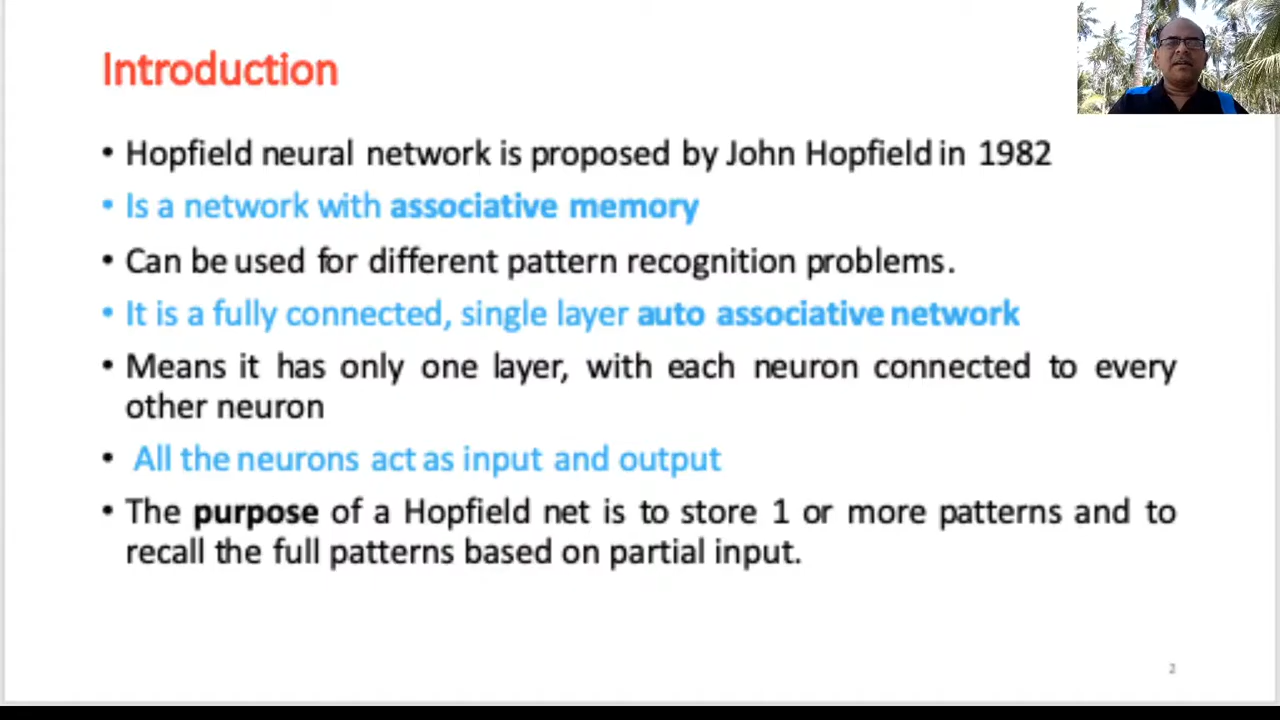 Introduction
• Hopfield neural network is proposed by John Hopfield in 1982
• Is a network with associative memory
• Can be used for different pattern recognition problems.
• It is a fully connected, single layer auto associative network
• Means it has only one layer, with each neuron connected to every
other neuron
• All the neurons act as input and output
• The purpose of a Hopfield net is to store 1 or more patterns and to
recall the full patterns based on partial input.
2